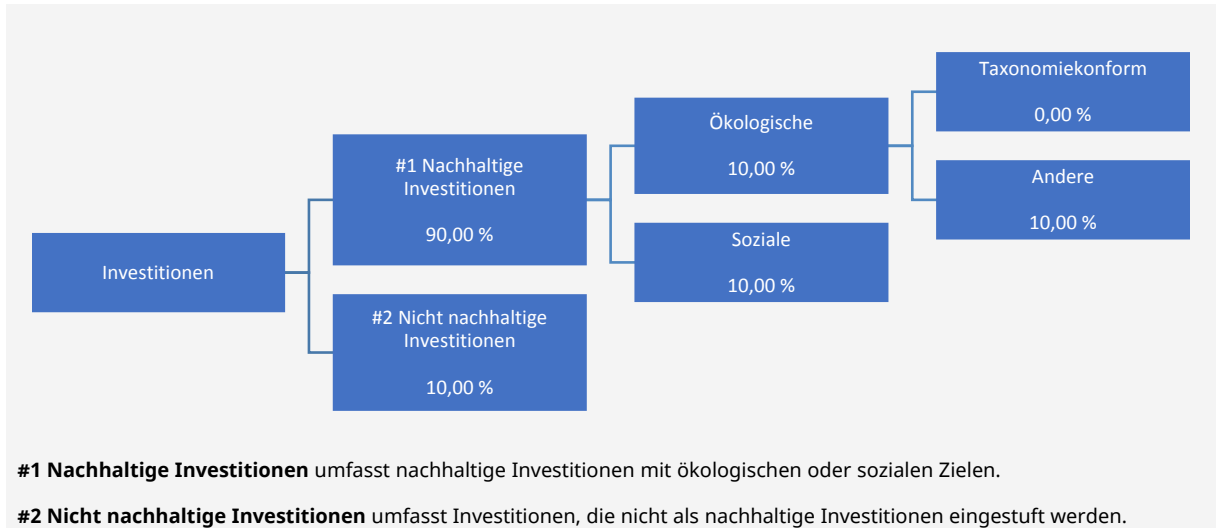 Investitionen
#1 Nachhaltige
Investitionen
90,00 %
#2 Nicht nachhaltige
Investitionen
10,00 %
Ökologische
10,00 %
Soziale
10,00 %
Taxonomiekonform
0,00 %
Andere
10,00 %
#1 Nachhaltige Investitionen umfasst nachhaltige Investitionen mit ökologischen oder sozialen Zielen.
#2 Nicht nachhaltige Investitionen umfasst Investitionen, die nicht als nachhaltige Investitionen eingestuft werden.